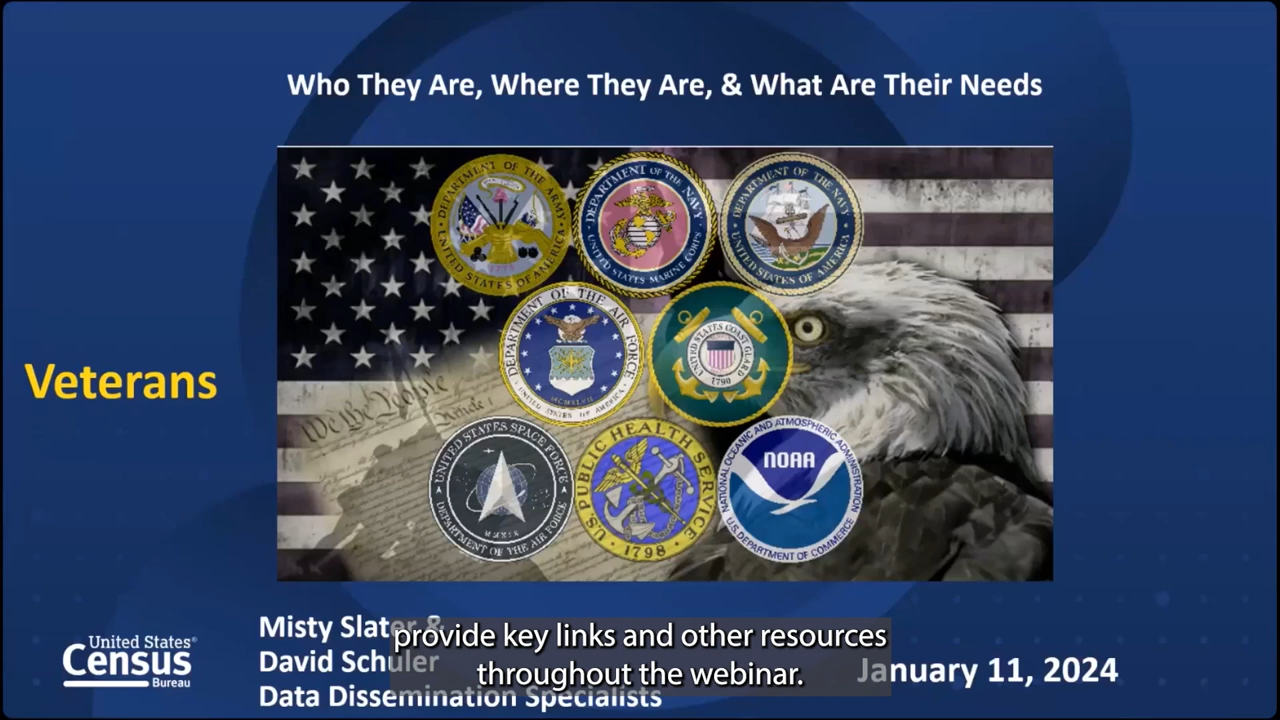 Who They Are, Where They Are, & What Are Their Needs
DEPARTMENT OF THE ARMY
UNITED STATES OF AMERICA
DEPARTMENT OF THE NAVY
UNITED STATES MARINE CORPS
DEPARTMENT OF THE NAVY
UNITED STATES OF AMERICA
DEPARTMENT OF THE AIR FORCE
MCMXLVII
UNITED STATES OF AMERICA
UNITED STATES COAST GUARD
1790
Veterans
We the People
Article I
UNITED STATES SPACE FORCE
MMXIX
DEPARTMENT OF THE AIR FORCE
U.S. PUBLIC HEALTH SERVICE
1798
NATIONAL OCEANIC AND ATMOSPHERIC ADMINISTRATION
NOAA
U.S. DEPARTMENT OF COMMERCE
United States®
Census
Bureau
Misty Slater &
David Schuler
Data Dissemination Specialists
provide key links and other resources
throughout the webinar.
January 11, 2024